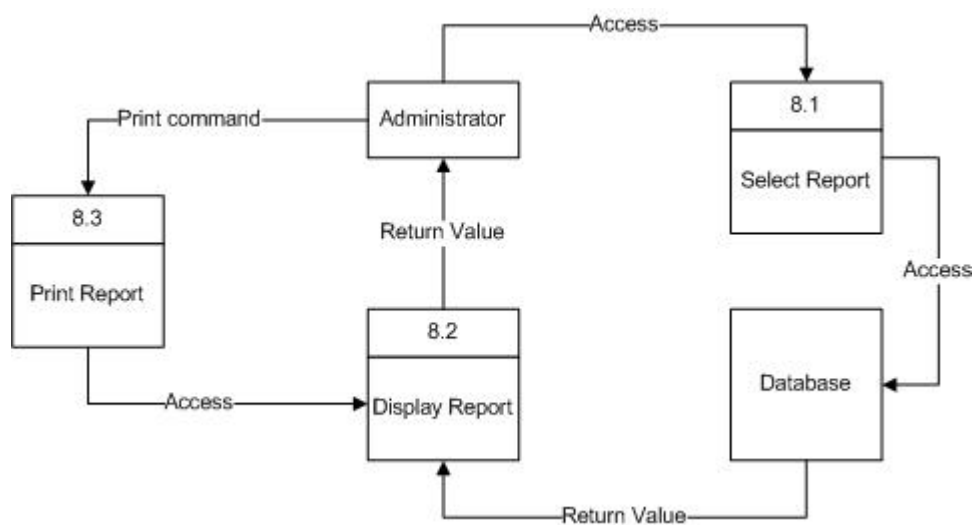 Access
Print command
Administrator
8.1
Select Report
8.3
Print Report
Return Value
Access
8.2
Display Report
Database
Access
Return Value